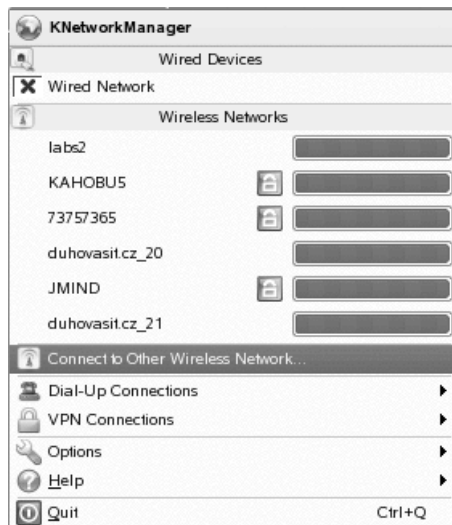 KNetworkManager
Wired Devices
Wired Network
Wireless Networks
labs2
KAHOBU5
73757365
duhovasit.cz_20
JMIND
duhovasit.cz_21
Connect to Other Wireless Network...
Dial-Up Connections
VPN Connections
Options
Help
Quit Ctrl+Q